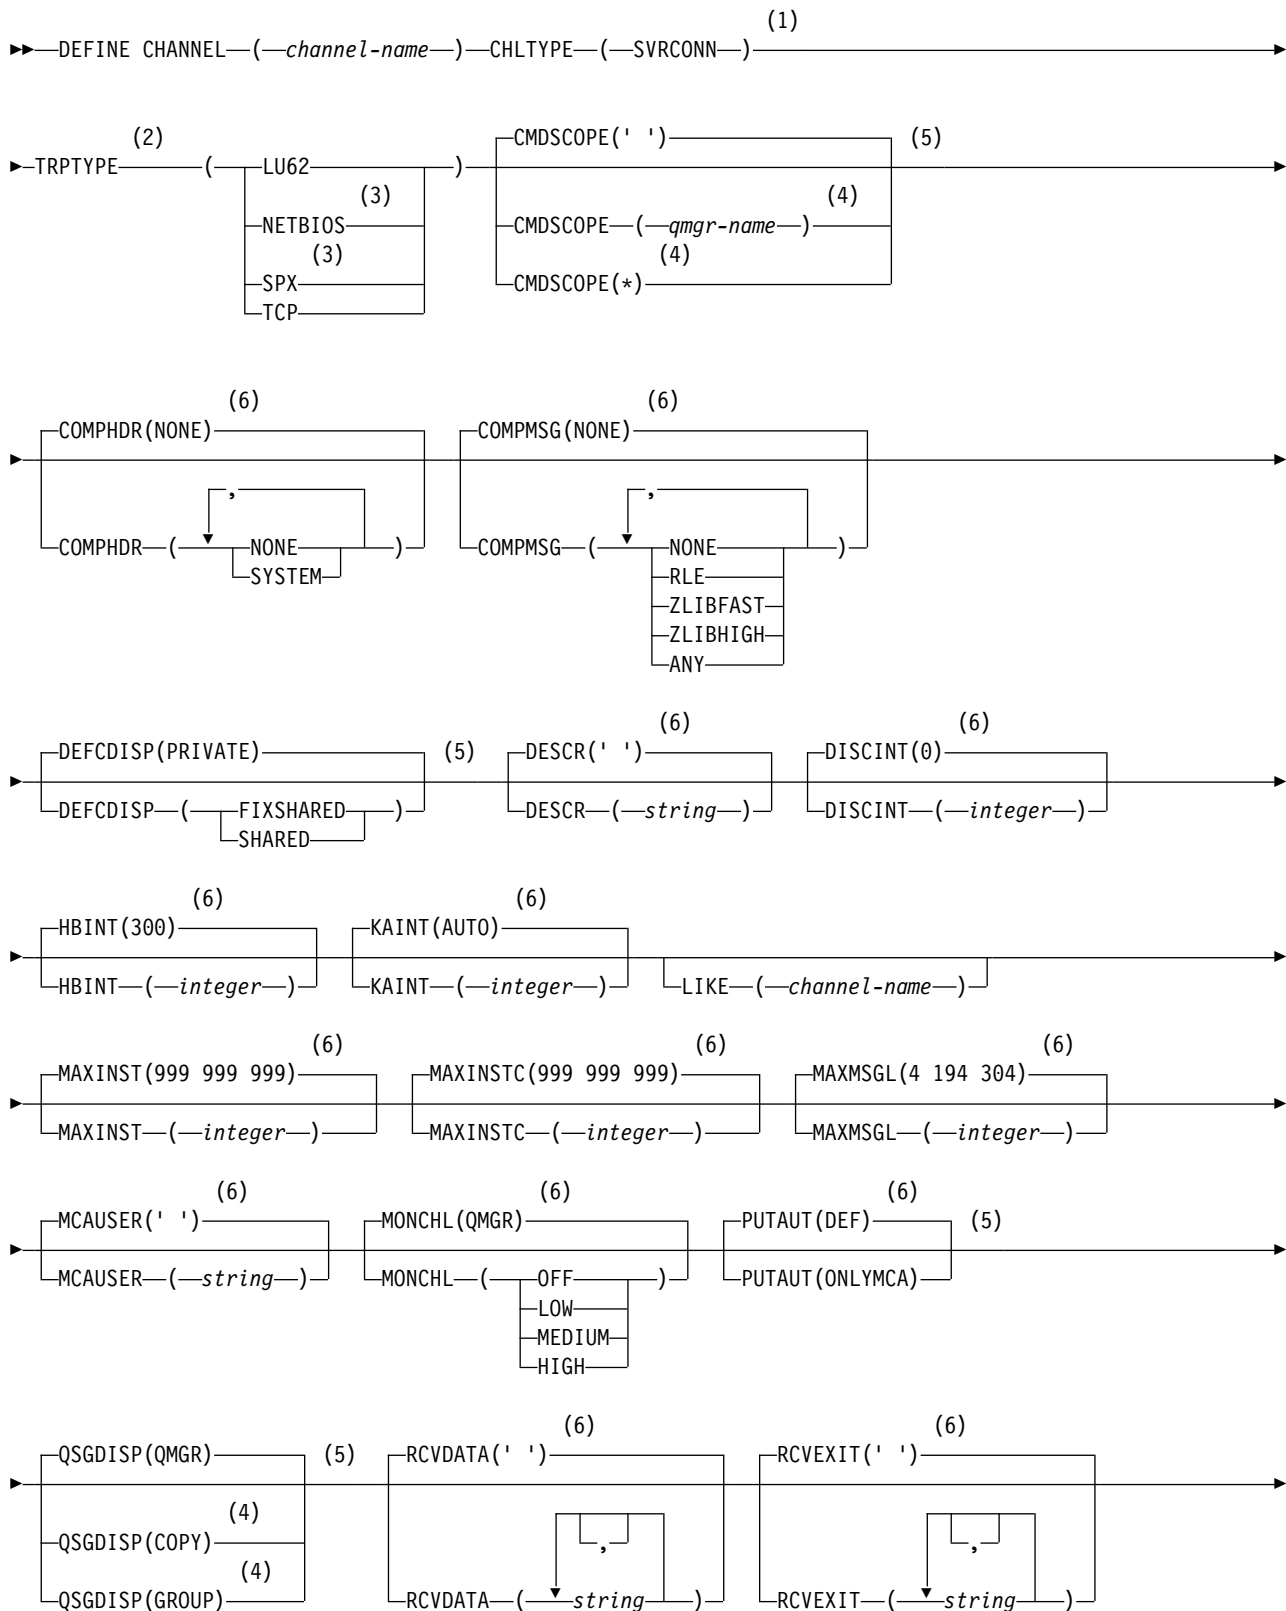 (1)
DEFINE CHANNEL ( channel-name ) CHLTYPE ( SVRCONN )
(2) CMDSCOPE(' ') (5)
TRPTYPE ( LU62 )
(3) (4)
NETBIOS CMDSCOPE ( qmgr-name )
(3) (4)
SPX CMDSCOPE(*)
TCP
(6) (6)
COMPHDR(NONE) COMPMSG(NONE)
, ,
COMPHDR ( NONE ) COMPMSG ( NONE )
SYSTEM RLE
ZLIBFAST
ZLIBHIGH
ANY
(6) (6)
DEFCDISP(PRIVATE) (5) DESCR(' ') DISCINT(0)
DEFCDISP ( FIXSHARED ) DESCR ( string ) DISCINT ( integer )
SHARED
(6) (6)
HBINT(300) KAINT(AUTO)
HBINT ( integer ) KAINT ( integer ) LIKE ( channel-name )
(6) (6) (6)
MAXINST(999 999 999) MAXINSTC(999 999 999) MAXMSGL(4 194 304)
MAXINST ( integer ) MAXINSTC ( integer ) MAXMSGL ( integer )
(6) (6) (6)
MCAUSER(' ') MONCHL(QMGR) PUTAUT(DEF) (5)
MCAUSER ( string ) MONCHL ( OFF ) PUTAUT(ONLYMCA)
LOW
MEDIUM
HIGH
(6) (6)
QSGDISP(QMGR) (5) RCVDATA(' ') RCVEXIT(' ')
(4)
QSGDISP(COPY) , ,
(4)
QSGDISP(GROUP) RCVDATA ( string ) RCVEXIT ( string )